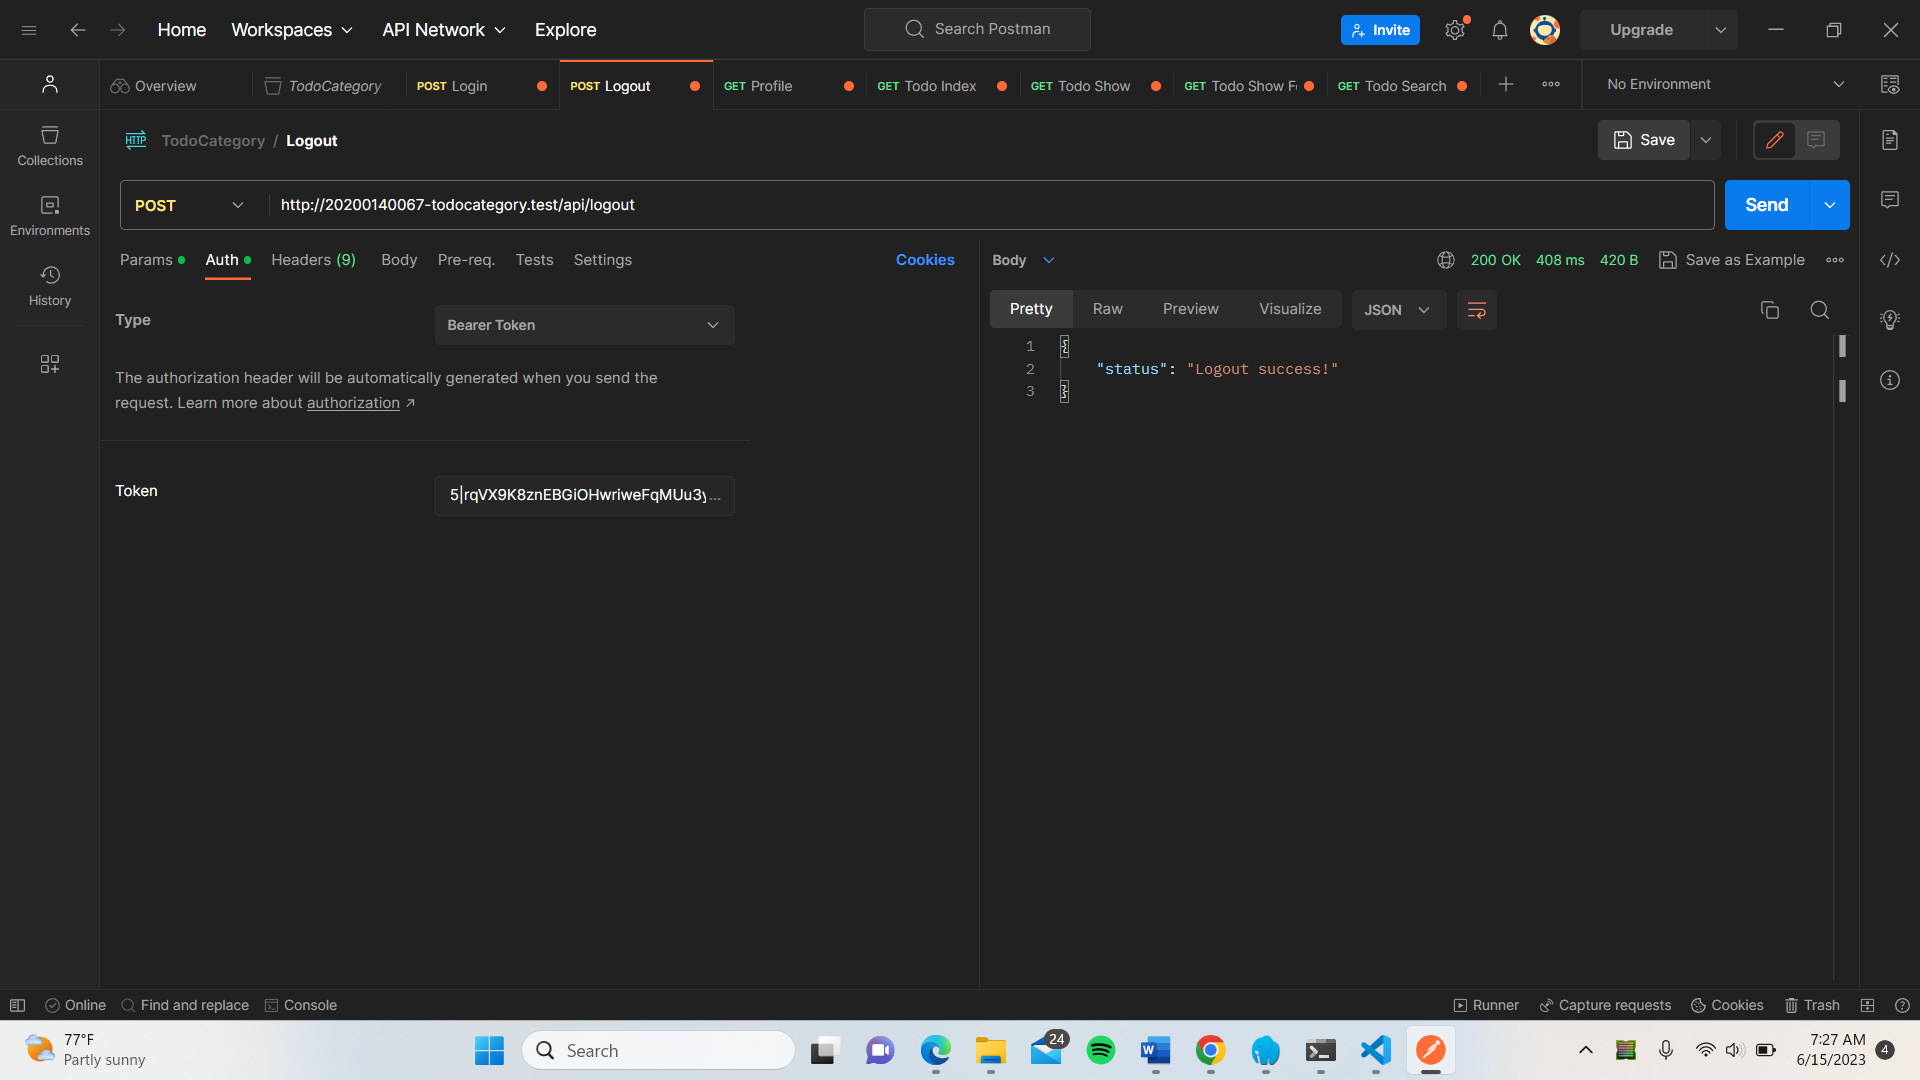 Home Workspaces API Network Explore Search Postman Invite Upgrade
Overview TodoCategory POST Login POST Logout GET Profile GET Todo Index GET Todo Show GET Todo Show F GET Todo Search No Environment
HTTP TodoCategory / Logout Save
Collections
Environments
History
POST http://20200140067-todocategory.test/api/logout Send
Params Auth Headers (9) Body Pre-req. Tests Settings Cookies
Type Bearer Token
The authorization header will be automatically generated when you send the
request. Learn more about authorization ↗
Token 5|rqVX9K8znEBGiOHwriweFqMUu3y...
Body 200 OK 408 ms 420 B Save as Example
Pretty Raw Preview Visualize JSON
1 {
2 "status": "Logout success!"
3 }
Online Find and replace Console Runner Capture requests Cookies Trash
77°F
Partly sunny
Search
24
7:27 AM
6/15/2023
4